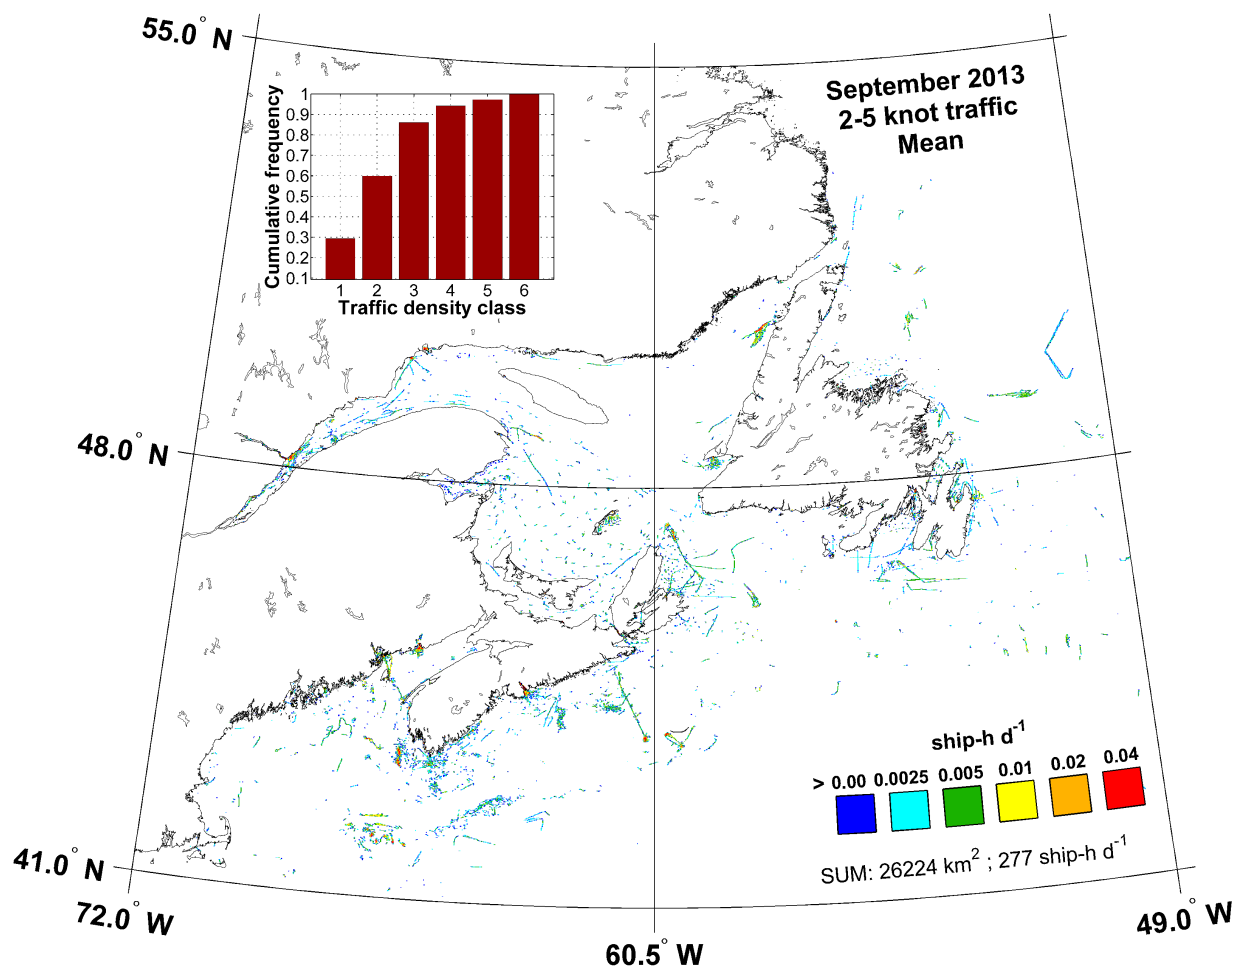 55.0° N
September 2013
2-5 knot traffic
Mean
Cumulative frequency
1
0.9
0.8
0.7
0.6
0.5
0.4
0.3
0.2
0.1
1 2 3 4 5 6
Traffic density class
48.0° N
ship-h d⁻¹
> 0.00 0.0025 0.005 0.01 0.02 0.04
SUM: 26224 km² ; 277 ship-h d⁻¹
41.0° N
72.0° W
60.5° W
49.0° W